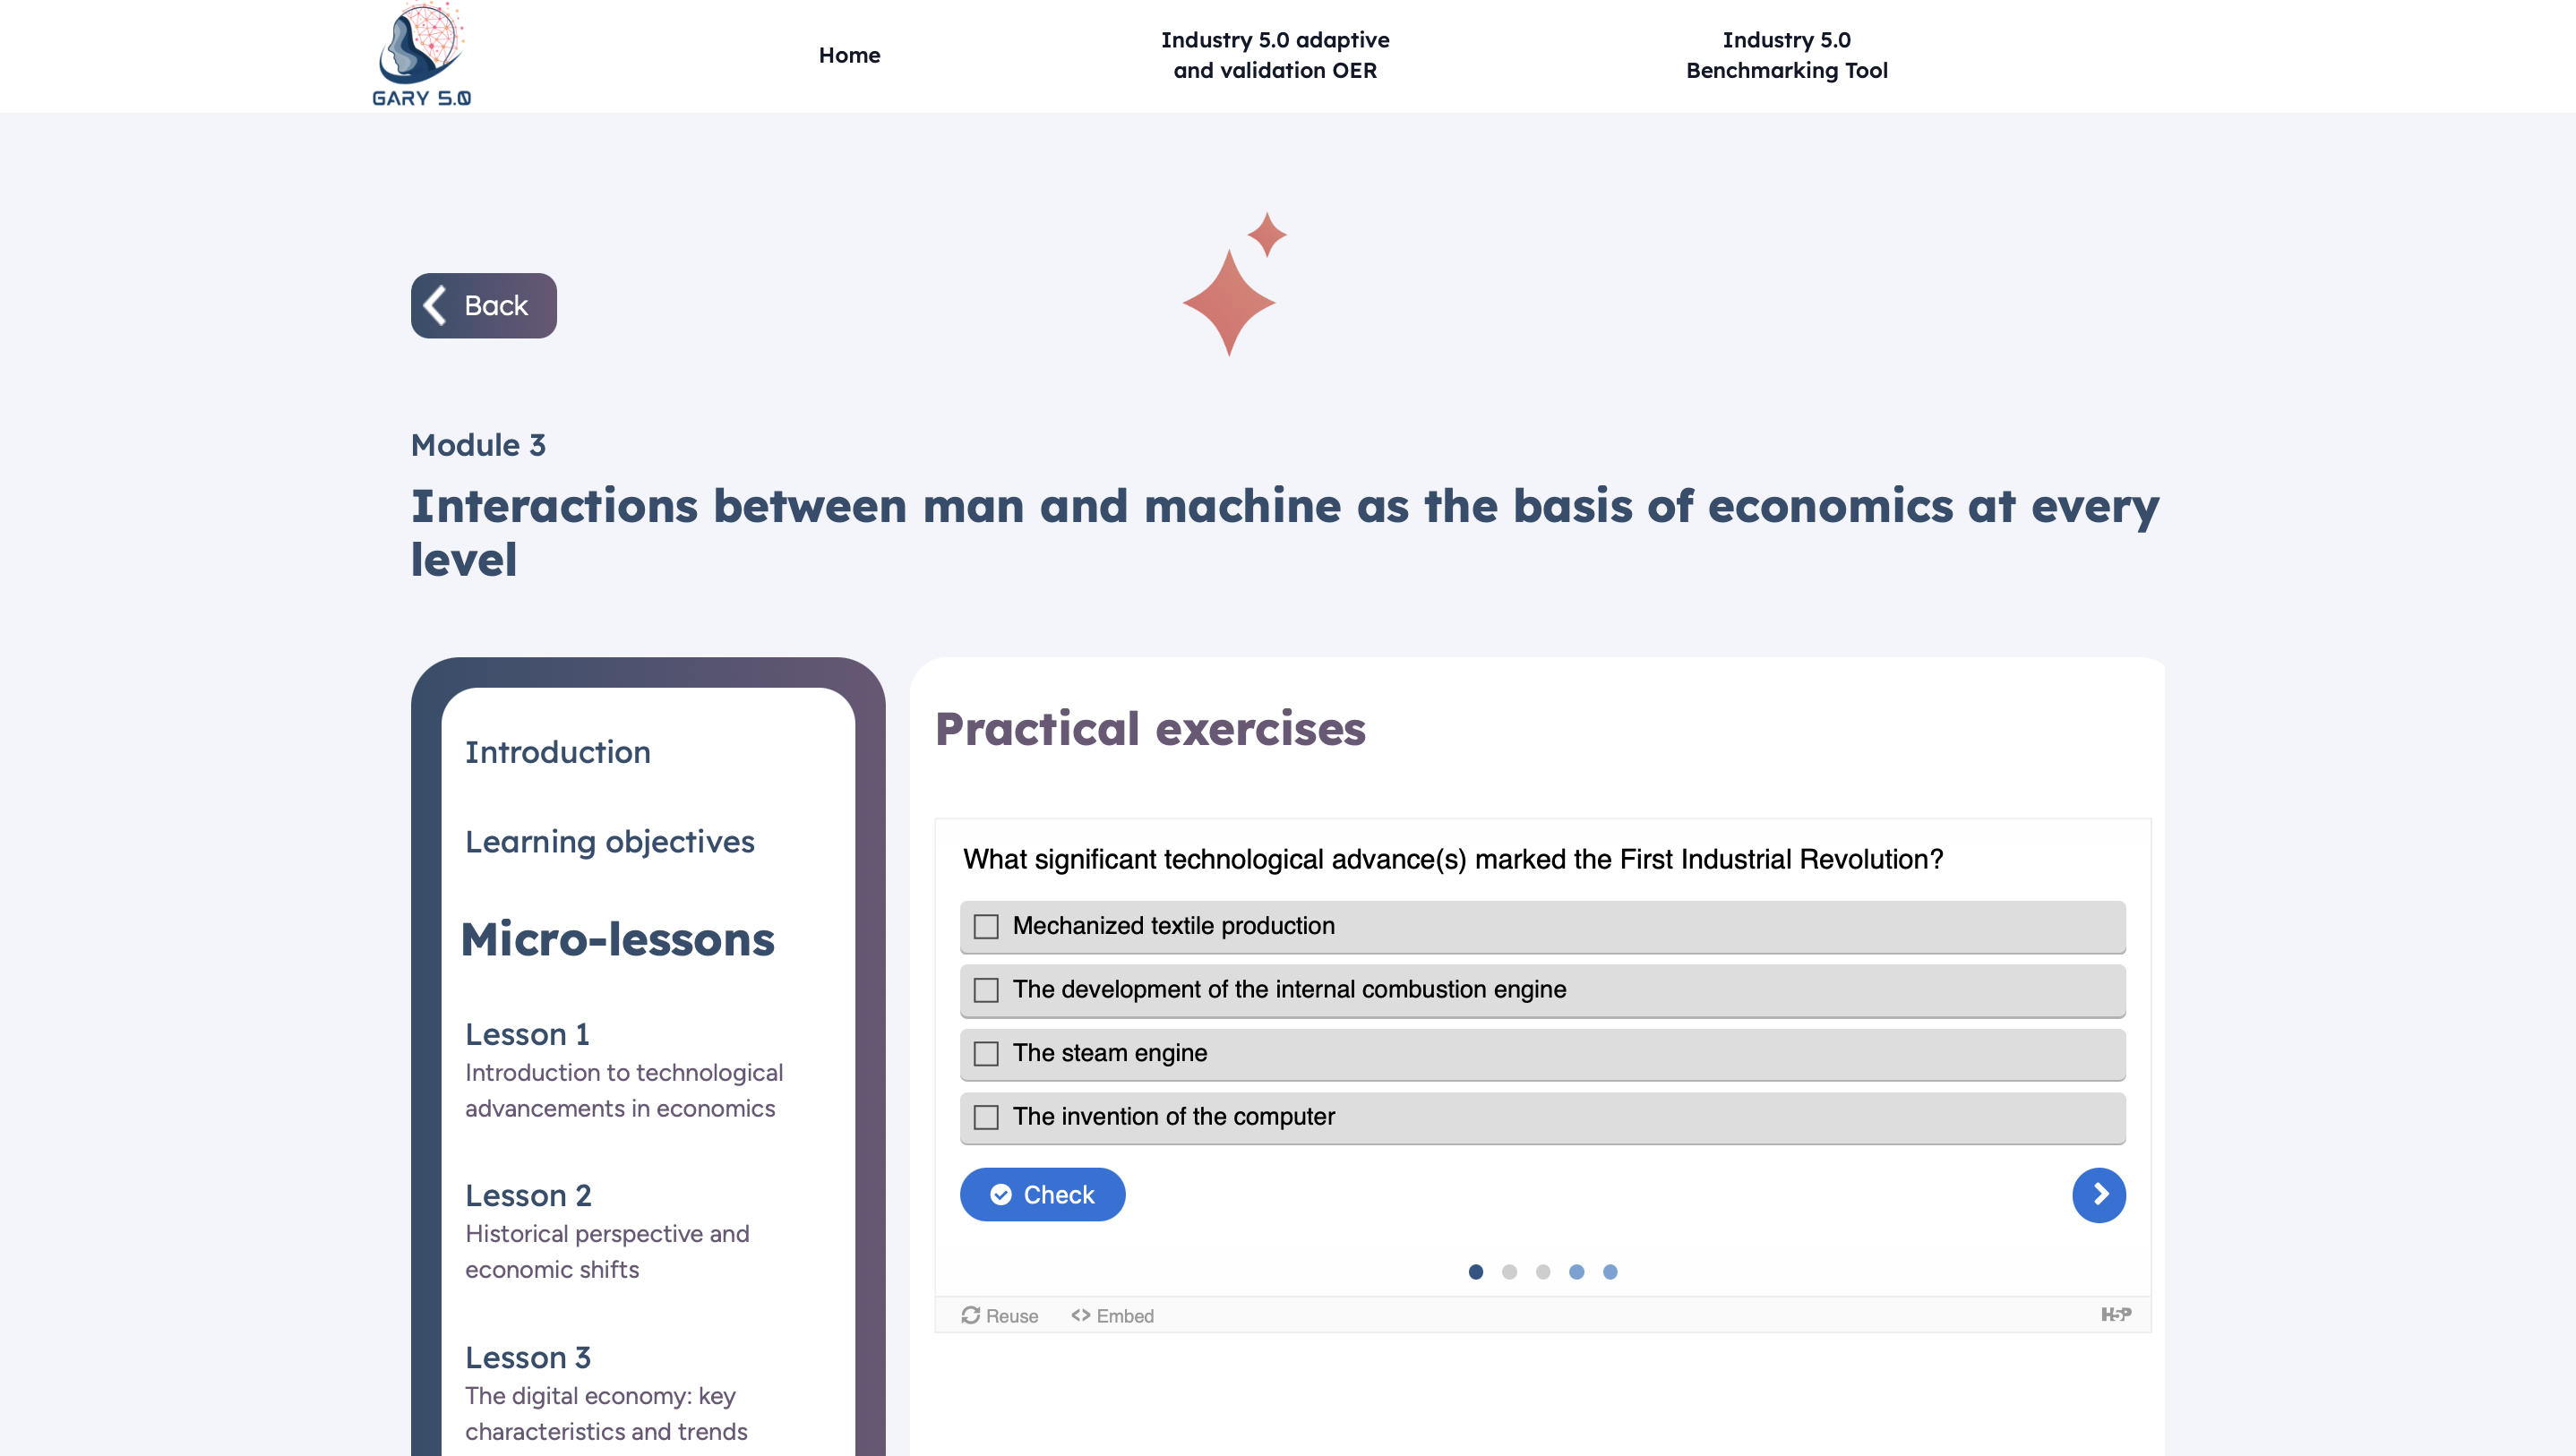 GARY 5.0
Home
Industry 5.0 adaptive
and validation OER
Industry 5.0
Benchmarking Tool
Back
Module 3
Interactions between man and machine as the basis of economics at every
level
Introduction
Learning objectives
Micro-lessons
Lesson 1
Introduction to technological
advancements in economics
Lesson 2
Historical perspective and
economic shifts
Lesson 3
The digital economy: key
characteristics and trends
Practical exercises
What significant technological advance(s) marked the First Industrial Revolution?
Mechanized textile production
The development of the internal combustion engine
The steam engine
The invention of the computer
Check
Reuse
Embed
H5P